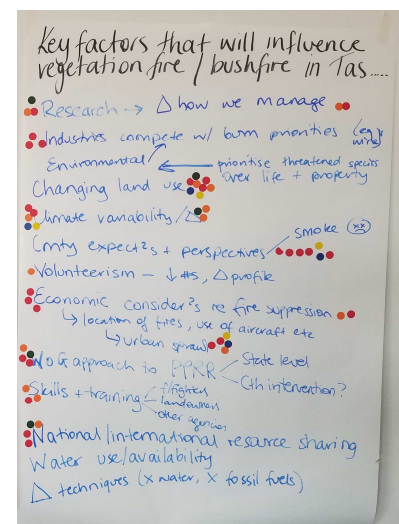 Key factors that will influence
vegetation fire / bushfire in Tas.....
Research --> Δ how we manage
Industries compete w/ burn priorities (eg wine)
Environmental ← prioritise threatened species
over life + property
Changing land use
Climate variability / Δ
Cmty expect²s + perspectives
smoke
Volunteerism - ↓ #s, Δ profile
Economic consider²s re fire suppression
↳ location of fires, use of aircraft etc
↳ urban sprawl
WoG approach to PPRR
State level
Cth intervention?
Skills + training
f/fighters
landowners
other agencies
National / international resource sharing
Water use/availability
Δ techniques (x water, x fossil fuels)